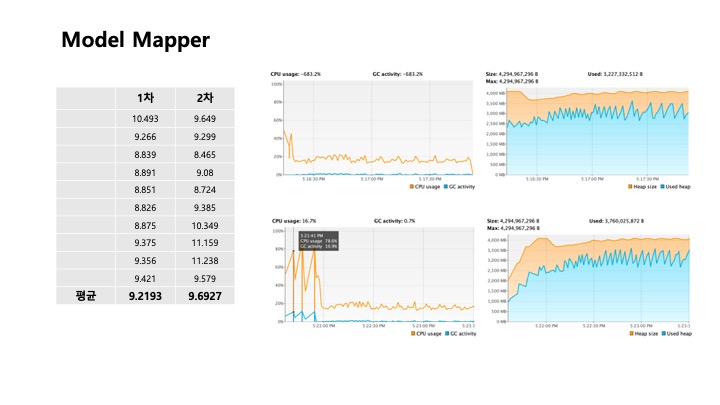 Model Mapper
1차 2차
10.493 9.649
9.266 9.299
8.839 8.465
8.891 9.08
8.851 8.724
8.826 9.385
8.875 10.349
9.375 11.159
9.356 11.238
9.421 9.579
평균 9.2193 9.6927
CPU usage: ~683.2% GC activity: ~683.2%
100%
80%
60%
40%
20%
0%
5:16:30 PM 5:17:00 PM 5:17:30 PM
CPU usage GC activity
Size: 4,294,967,296 B Used: 3,227,332,512 B
Max: 4,294,967,296 B
4,000 MB
3,500 MB
3,000 MB
2,500 MB
2,000 MB
1,500 MB
1,000 MB
500 MB
0 MB
5:16:30 PM 5:17:00 PM 5:17:30 PM
Heap size Used heap
CPU usage: 16.7% GC activity: 0.7%
100%
80%
60%
40%
20%
0%
5:21:41 PM
CPU usage 78.6%
GC activity 10.9%
5:22:00 PM 5:22:30 PM 5:23:00 PM 5:23:3
CPU usage GC activity
Size: 4,294,967,296 B Used: 3,760,025,872 B
Max: 4,294,967,296 B
4,000 MB
3,500 MB
3,000 MB
2,500 MB
2,000 MB
1,500 MB
1,000 MB
500 MB
0 MB
5:22:00 PM 5:22:30 PM 5:23:00 PM 5:23:3
Heap size Used heap